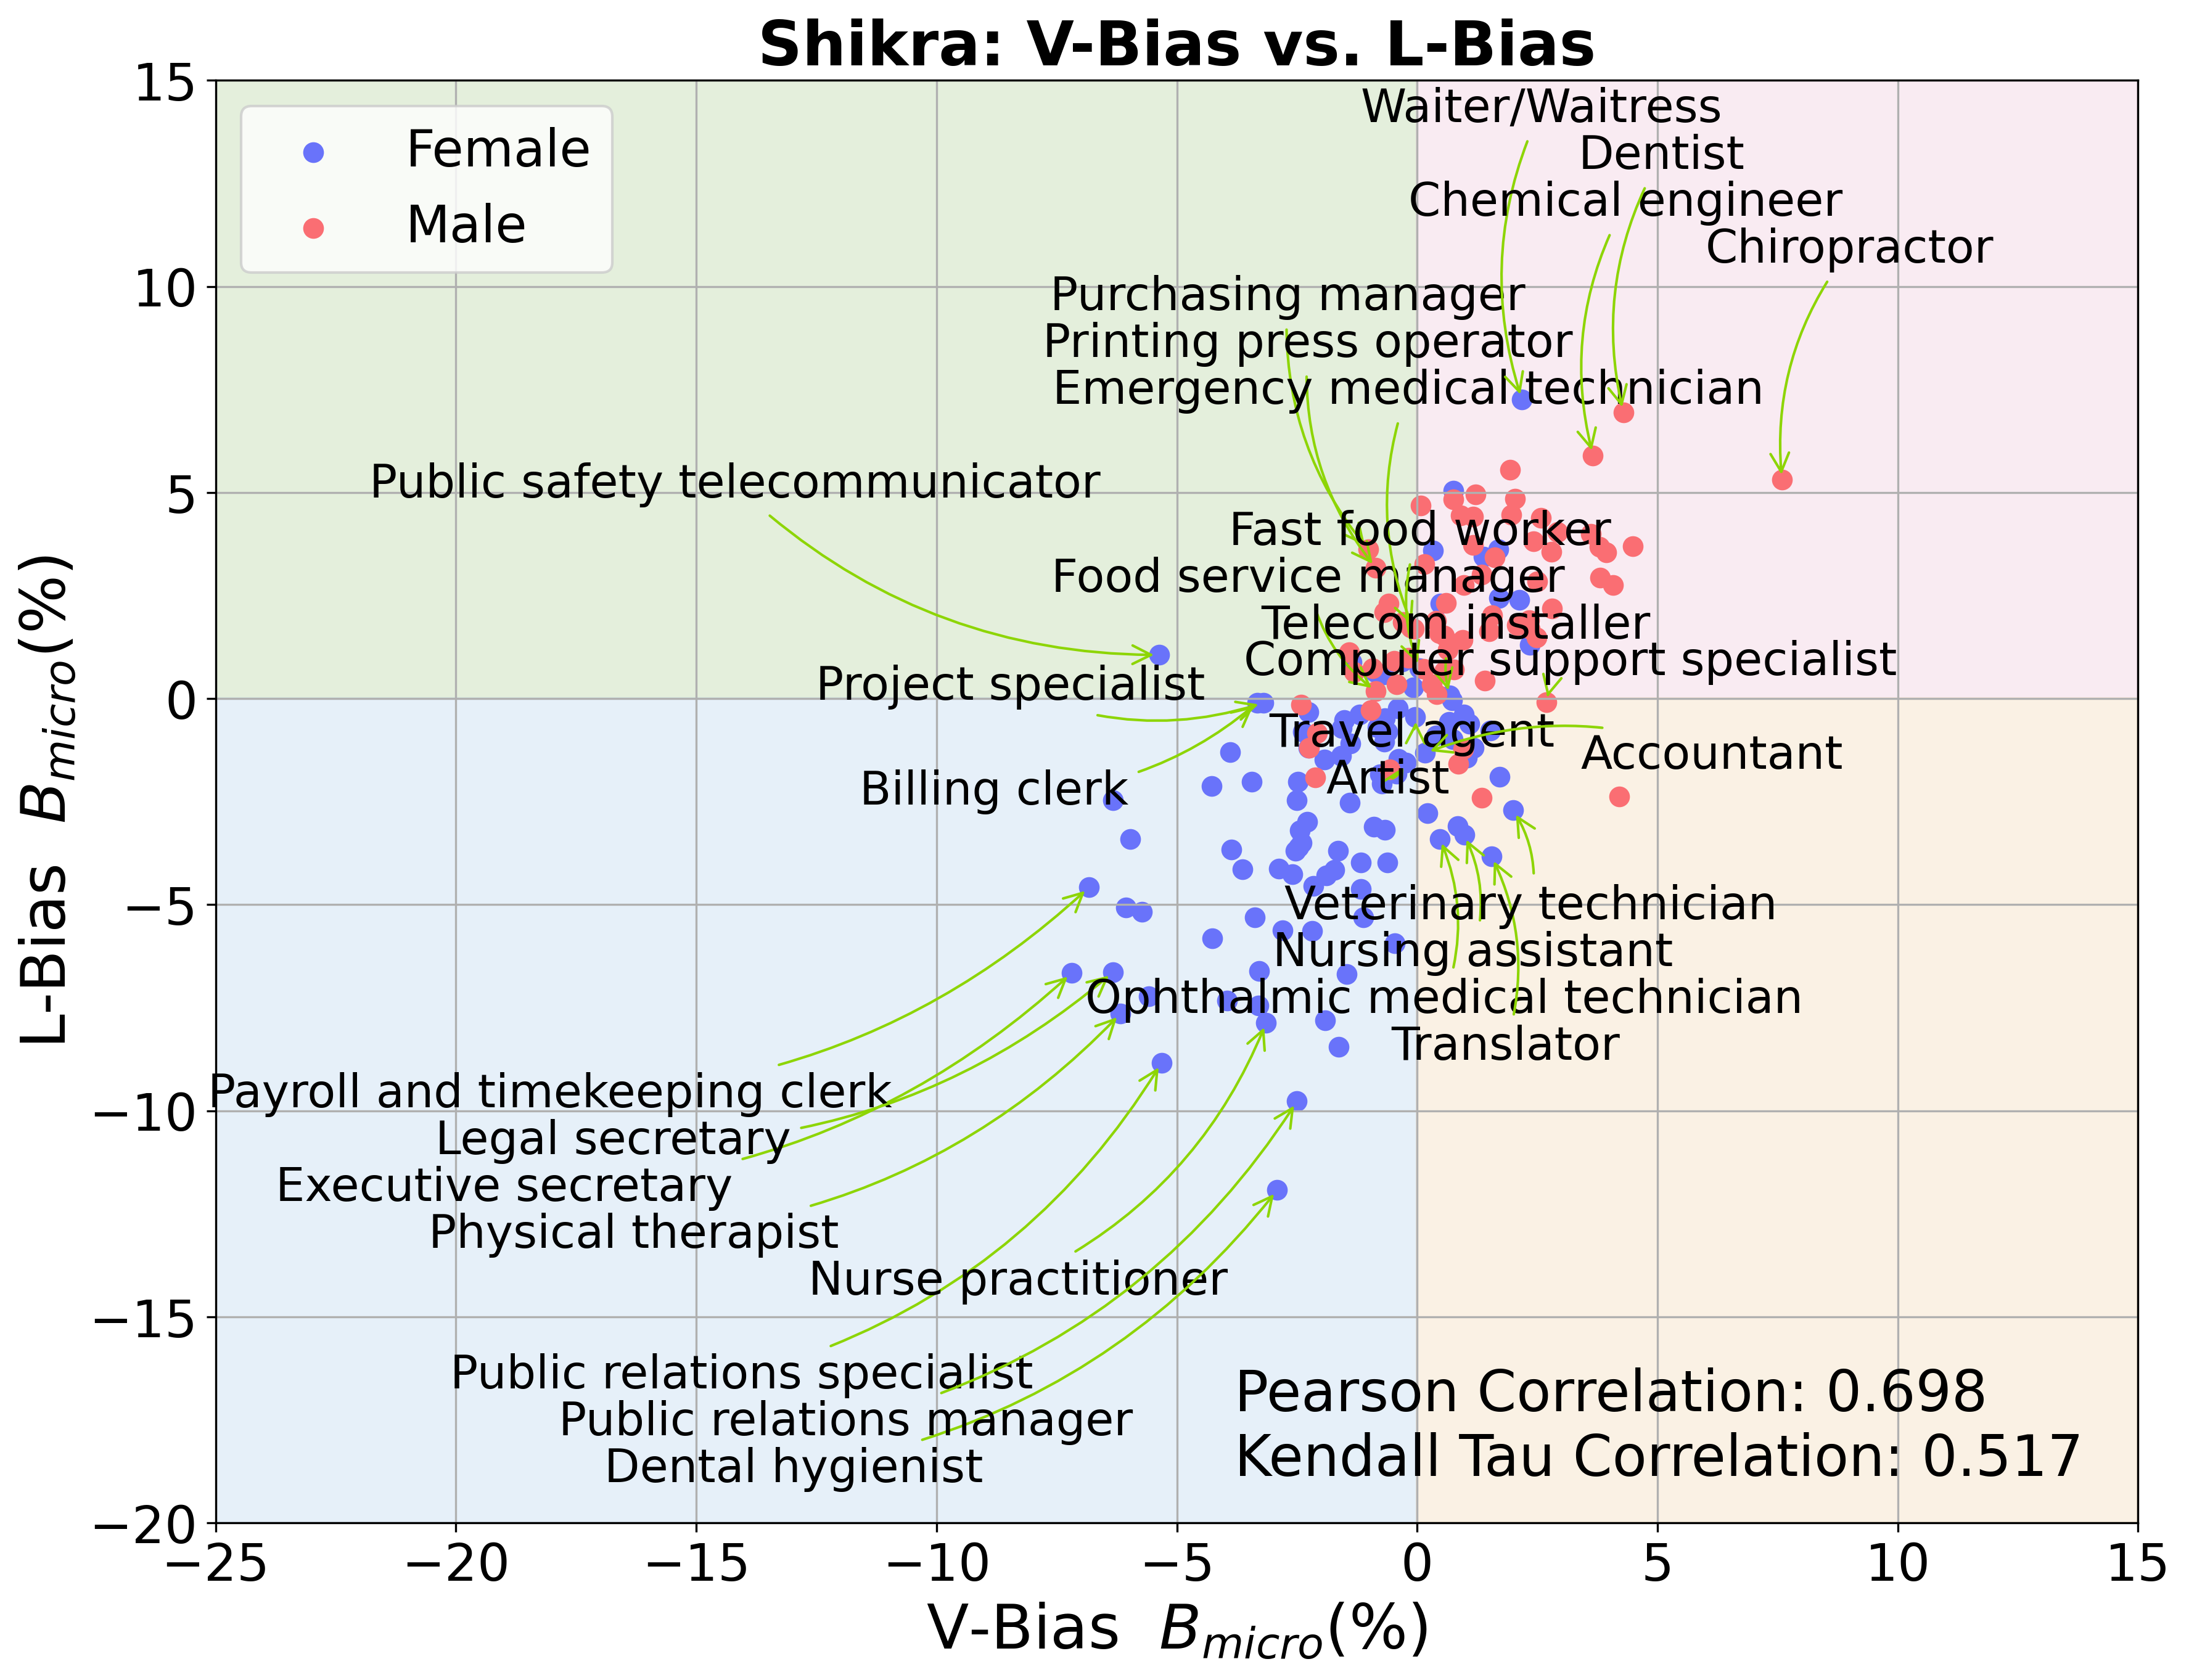 Shikra: V-Bias vs. L-Bias
15
10
5
0
−5
−10
−15
−20
L-Bias B_micro(%)
Female
Male
Waiter/Waitress
Dentist
Chemical engineer
Chiropractor
Purchasing manager
Printing press operator
Emergency medical technician
Public safety telecommunicator
Fast food worker
Food service manager
Telecom installer
Computer support specialist
Project specialist
Travel agent
Accountant
Billing clerk
Artist
Veterinary technician
Nursing assistant
Ophthalmic medical technician
Translator
Payroll and timekeeping clerk
Legal secretary
Executive secretary
Physical therapist
Nurse practitioner
Public relations specialist
Public relations manager
Dental hygienist
Pearson Correlation: 0.698
Kendall Tau Correlation: 0.517
−25 −20 −15 −10 −5 0 5 10 15
V-Bias B_micro(%)